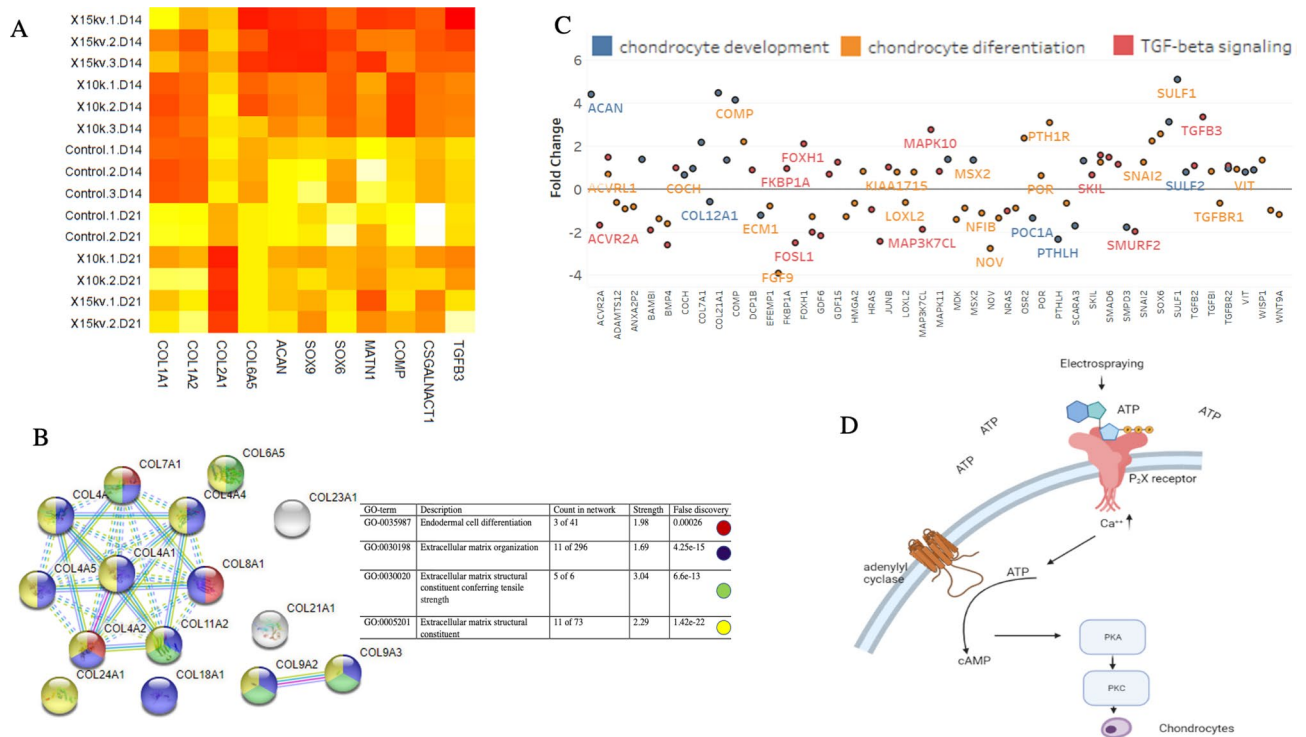 A
X15kv.1.D14
X15kv.2.D14
X15kv.3.D14
X10k.1.D14
X10k.2.D14
X10k.3.D14
Control.1.D14
Control.2.D14
Control.3.D14
Control.1.D21
Control.2.D21
X10k.1.D21
X10k.2.D21
X15kv.1.D21
X15kv.2.D21
COL1A1
COL1A2
COL2A1
COL6A5
ACAN
SOX9
SOX6
MATN1
COMP
CSGALNACT1
TGFB3
C
chondrocyte development
chondrocyte diferentiation
TGF-beta signaling
Fold Change
6
4
2
0
-2
-4
ACAN
COMP
SULF1
TGFB3
PTH1R
MAPK10
FOXH1
FKBP1A
ACVRL1
COCH
KIAA1715
MSX2
POR
SKIL
SNAI2
SULF2
VIT
COL12A1
ECM1
LOXL2
NFIB
POC1A
TGFBR1
ACVR2A
FOSL1
MAP3K7CL
NOV
PTHLH
SMURF2
FGF9
ACVR2A
ADAMTS12
ANXA2P2
BAMBI
BMP4
COCH
COL7A1
COL21A1
COMP
DCP1B
EFEMP1
FKBP1A
FOXH1
GDF6
GDF15
HMGA2
HRAS
JUNB
LOXL2
MAP3K7CL
MAPK11
MDK
MSX2
NOV
NRAS
OSR2
POR
PTHLH
SCARA3
SKIL
SMAD6
SMPD3
SNAI2
SOX6
SULF1
TGFB2
TGFBI
TGFBR2
VIT
WISP1
WNT9A
B
COL7A1
COL6A5
COL4A
COL4A4
COL23A1
COL4A1
COL4A5
COL8A1
COL21A1
COL4A2
COL11A2
COL9A2
COL9A3
COL24A1
COL18A1
GO-term Description Count in network Strength False discovery
GO-0035987 Endodermal cell differentiation 3 of 41 1.98 0.00026
GO:0030198 Extracellular matrix organization 11 of 296 1.69 4.25e-15
GO:0030020 Extracellular matrix structural 5 of 6 3.04 6.6e-13
constituent conferring tensile
strength
GO:0005201 Extracellular matrix structural 11 of 73 2.29 1.42e-22
constituent
D
Electrospraying
ATP
ATP
ATP
ATP
P P P
P₂X receptor
Ca⁺⁺
adenylyl
cyclase
ATP
cAMP
PKA
PKC
Chondrocytes